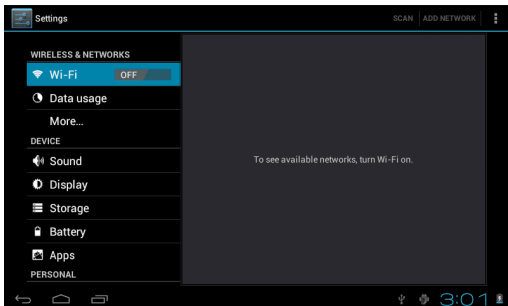 Settings
SCAN
ADD NETWORK
WIRELESS & NETWORKS
Wi-Fi
OFF
Data usage
More...
DEVICE
Sound
Display
Storage
Battery
Apps
PERSONAL
To see available networks, turn Wi-Fi on.
3:01